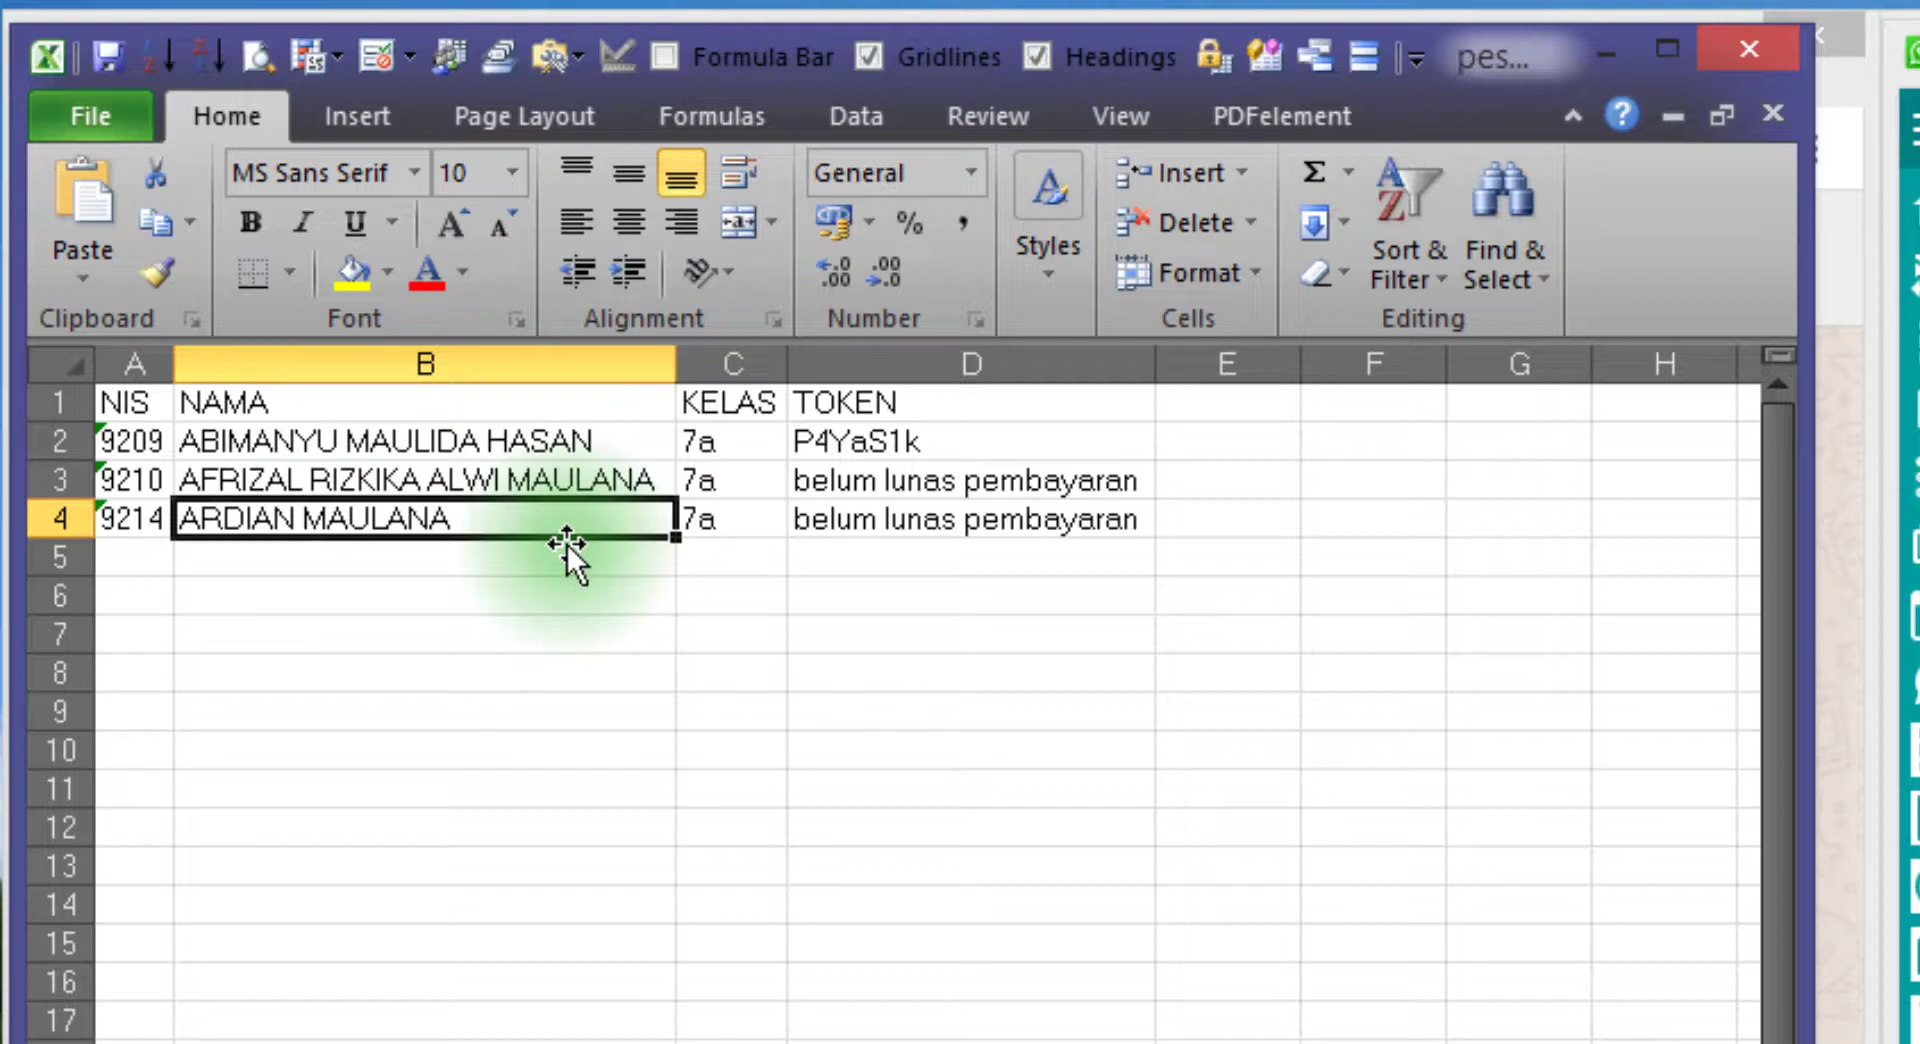 Formula Bar Gridlines Headings pes...
File Home Insert Page Layout Formulas Data Review View PDFelement
MS Sans Serif 10 General Insert Σ
Paste B I U A A % , Styles Delete Sort & Filter Find & Select
A Format
Clipboard Font Alignment Number Cells Editing
A B C D E F G H
1 NIS NAMA KELAS TOKEN
2 9209 ABIMANYU MAULIDA HASAN 7a P4YaS1k
3 9210 AFRIZAL RIZKIKA ALWI MAULANA 7a belum lunas pembayaran
4 9214 ARDIAN MAULANA 7a belum lunas pembayaran
5
6
7
8
9
10
11
12
13
14
15
16
17